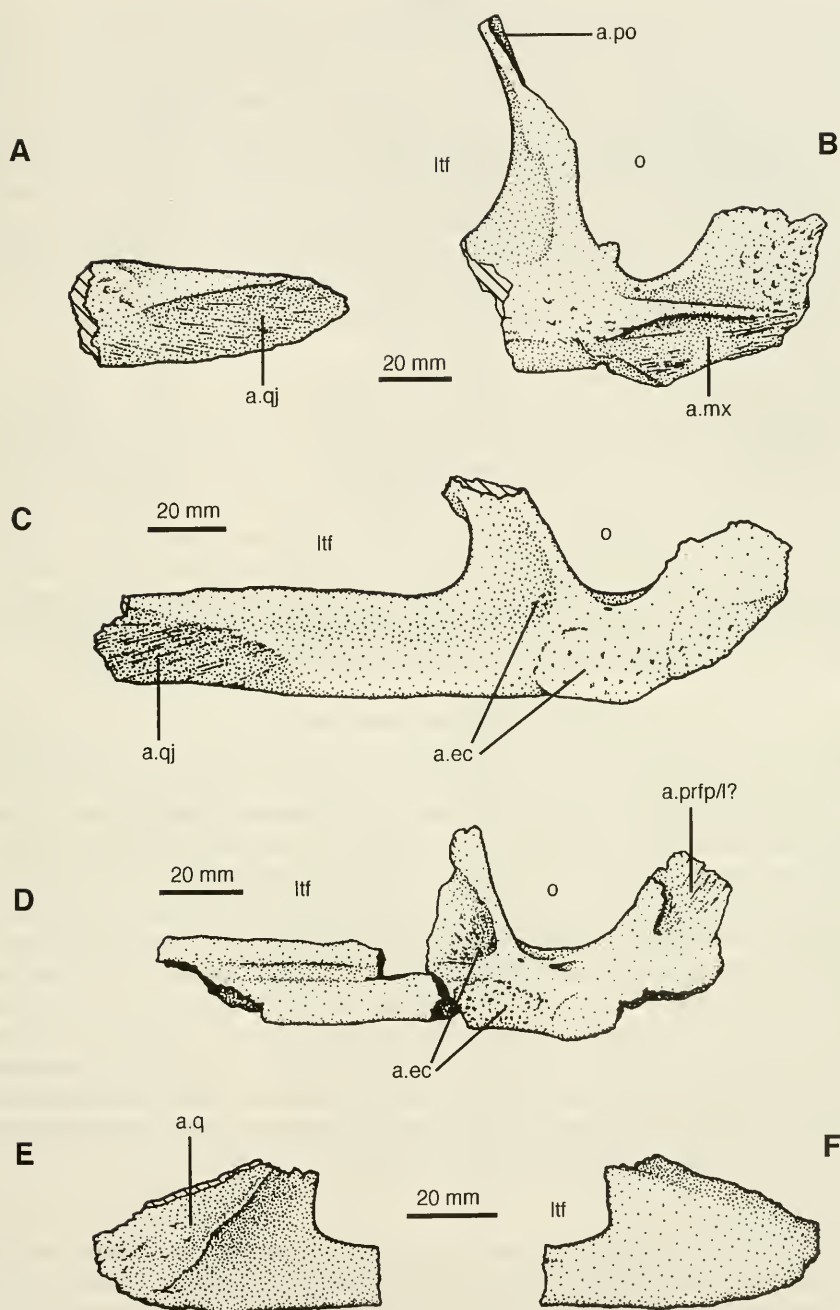 a.po
A
ltf
o
B
20 mm
a.qj
a.mx
C
20 mm
ltf
o
a.qj
a.ec
a.prfp/l?
D
20 mm
ltf
o
a.ec
a.q
E
20 mm
ltf
F